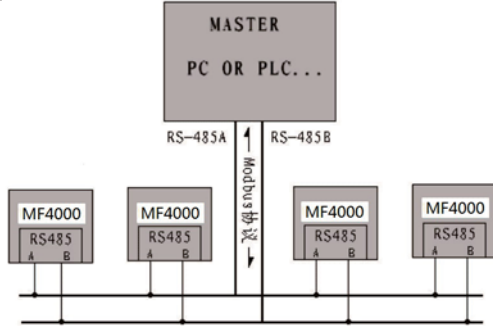 MASTER
PC OR PLC...
RS-485A
RS-485B
Modbus协议
MF4000
RS485
A B
MF4000
RS485
A B
MF4000
RS485
A B
MF4000
RS485
A B